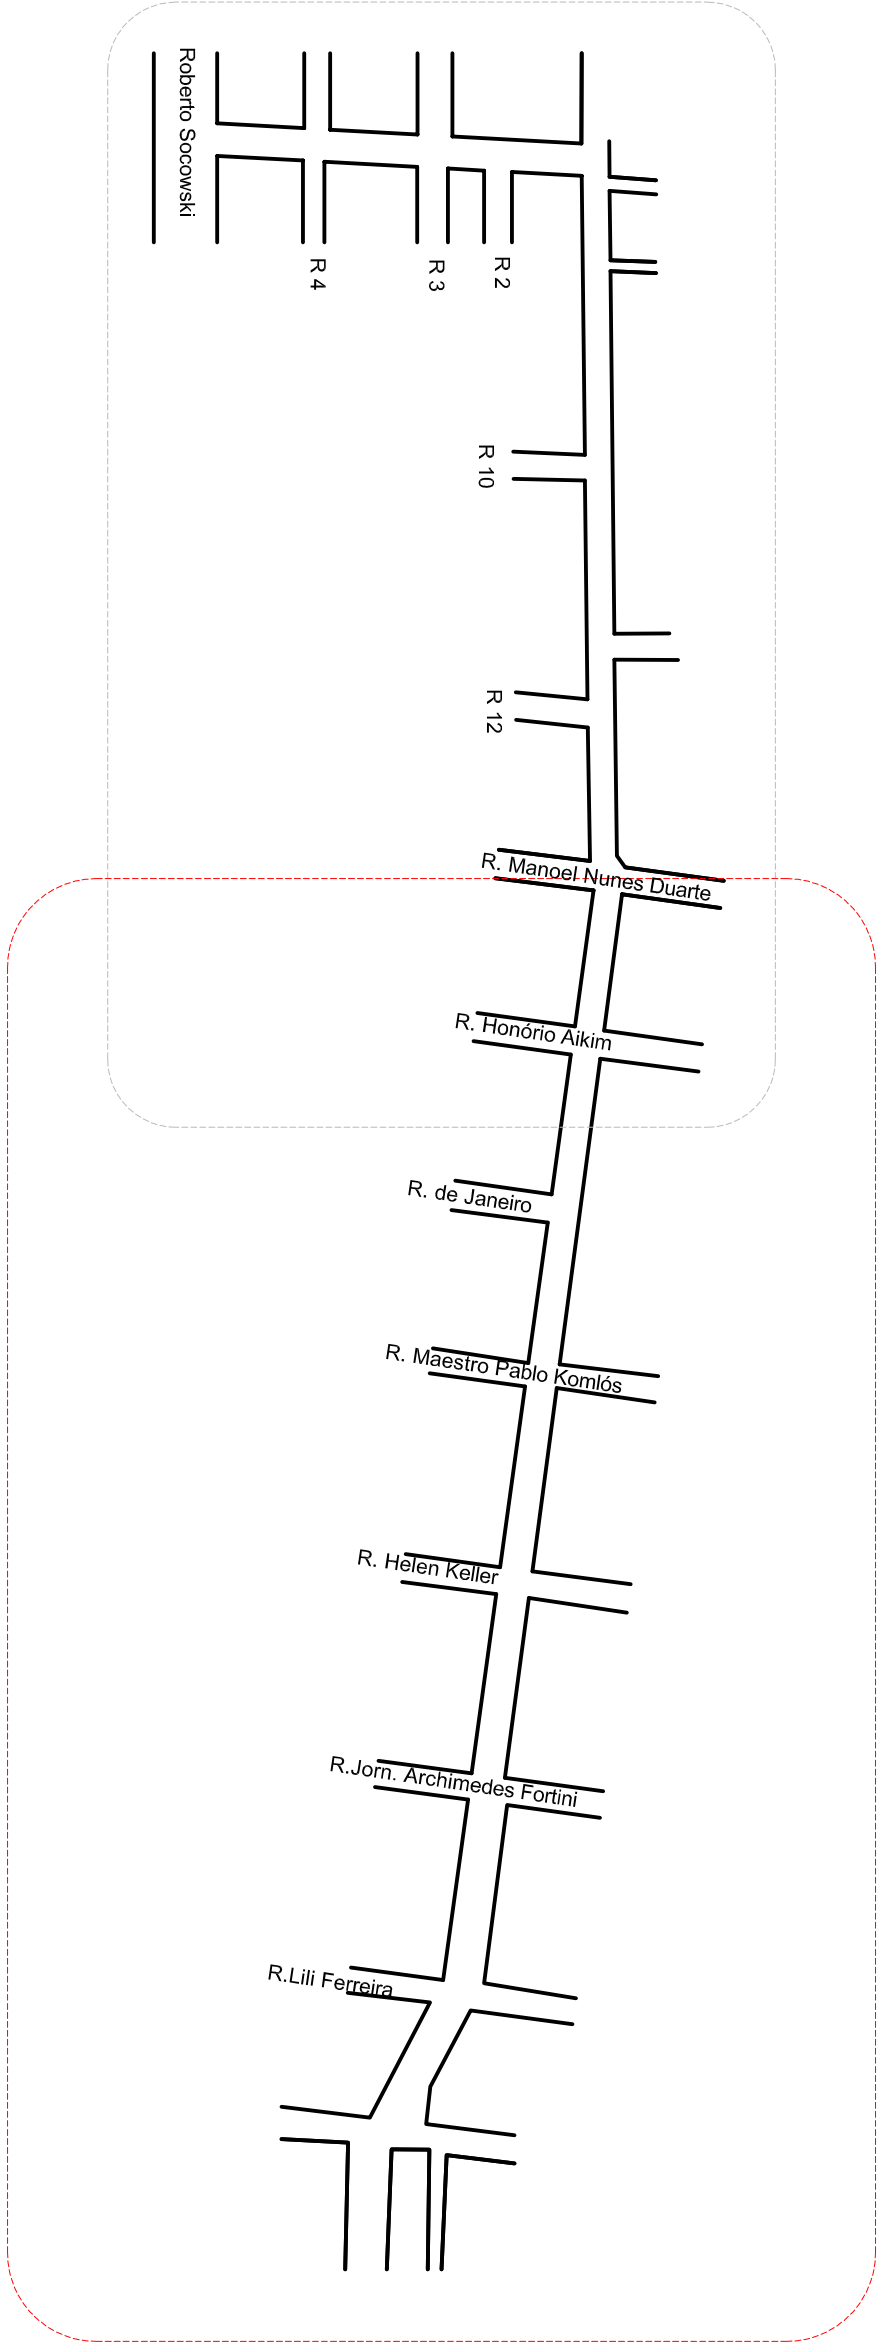 Roberto Socowski
R 4
R 3
R 2
R 10
R 12
R. Manoel Nunes Duarte
R. Honório Aikim
R. de Janeiro
R. Maestro Pablo Komlós
R. Helen Keller
R.Jorn. Archimedes Fortini
R.Lili Ferreira